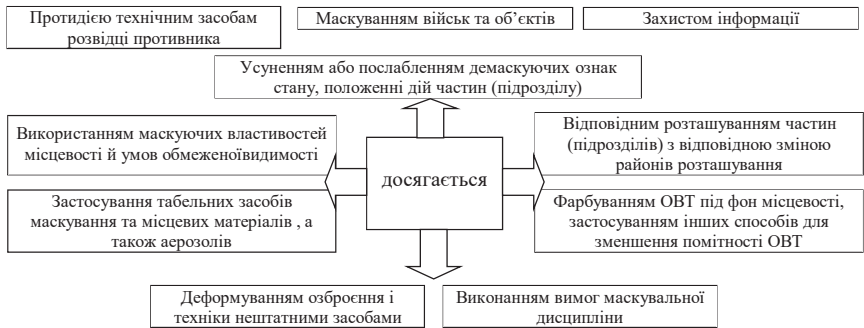 Протидією технічним засобам
розвідці противника
Маскуванням військ та об’єктів
Захистом інформації
Усуненням або послабленням демаскуючих ознак
стану, положенні дій частин (підрозділу)
Використанням маскуючих властивостей
місцевості й умов обмеженоївидимості
Відповідним розташуванням частин
(підрозділів) з відповідною зміною
районів розташування
досягається
Застосування табельних засобів
маскування та місцевих матеріалів , а
також аерозолів
Фарбуванням ОВТ під фон місцевості,
застосуванням інших способів для
зменшення помітності ОВТ
Деформуванням озброєння і
техніки нештатними засобами
Виконанням вимог маскувальної
дисципліни